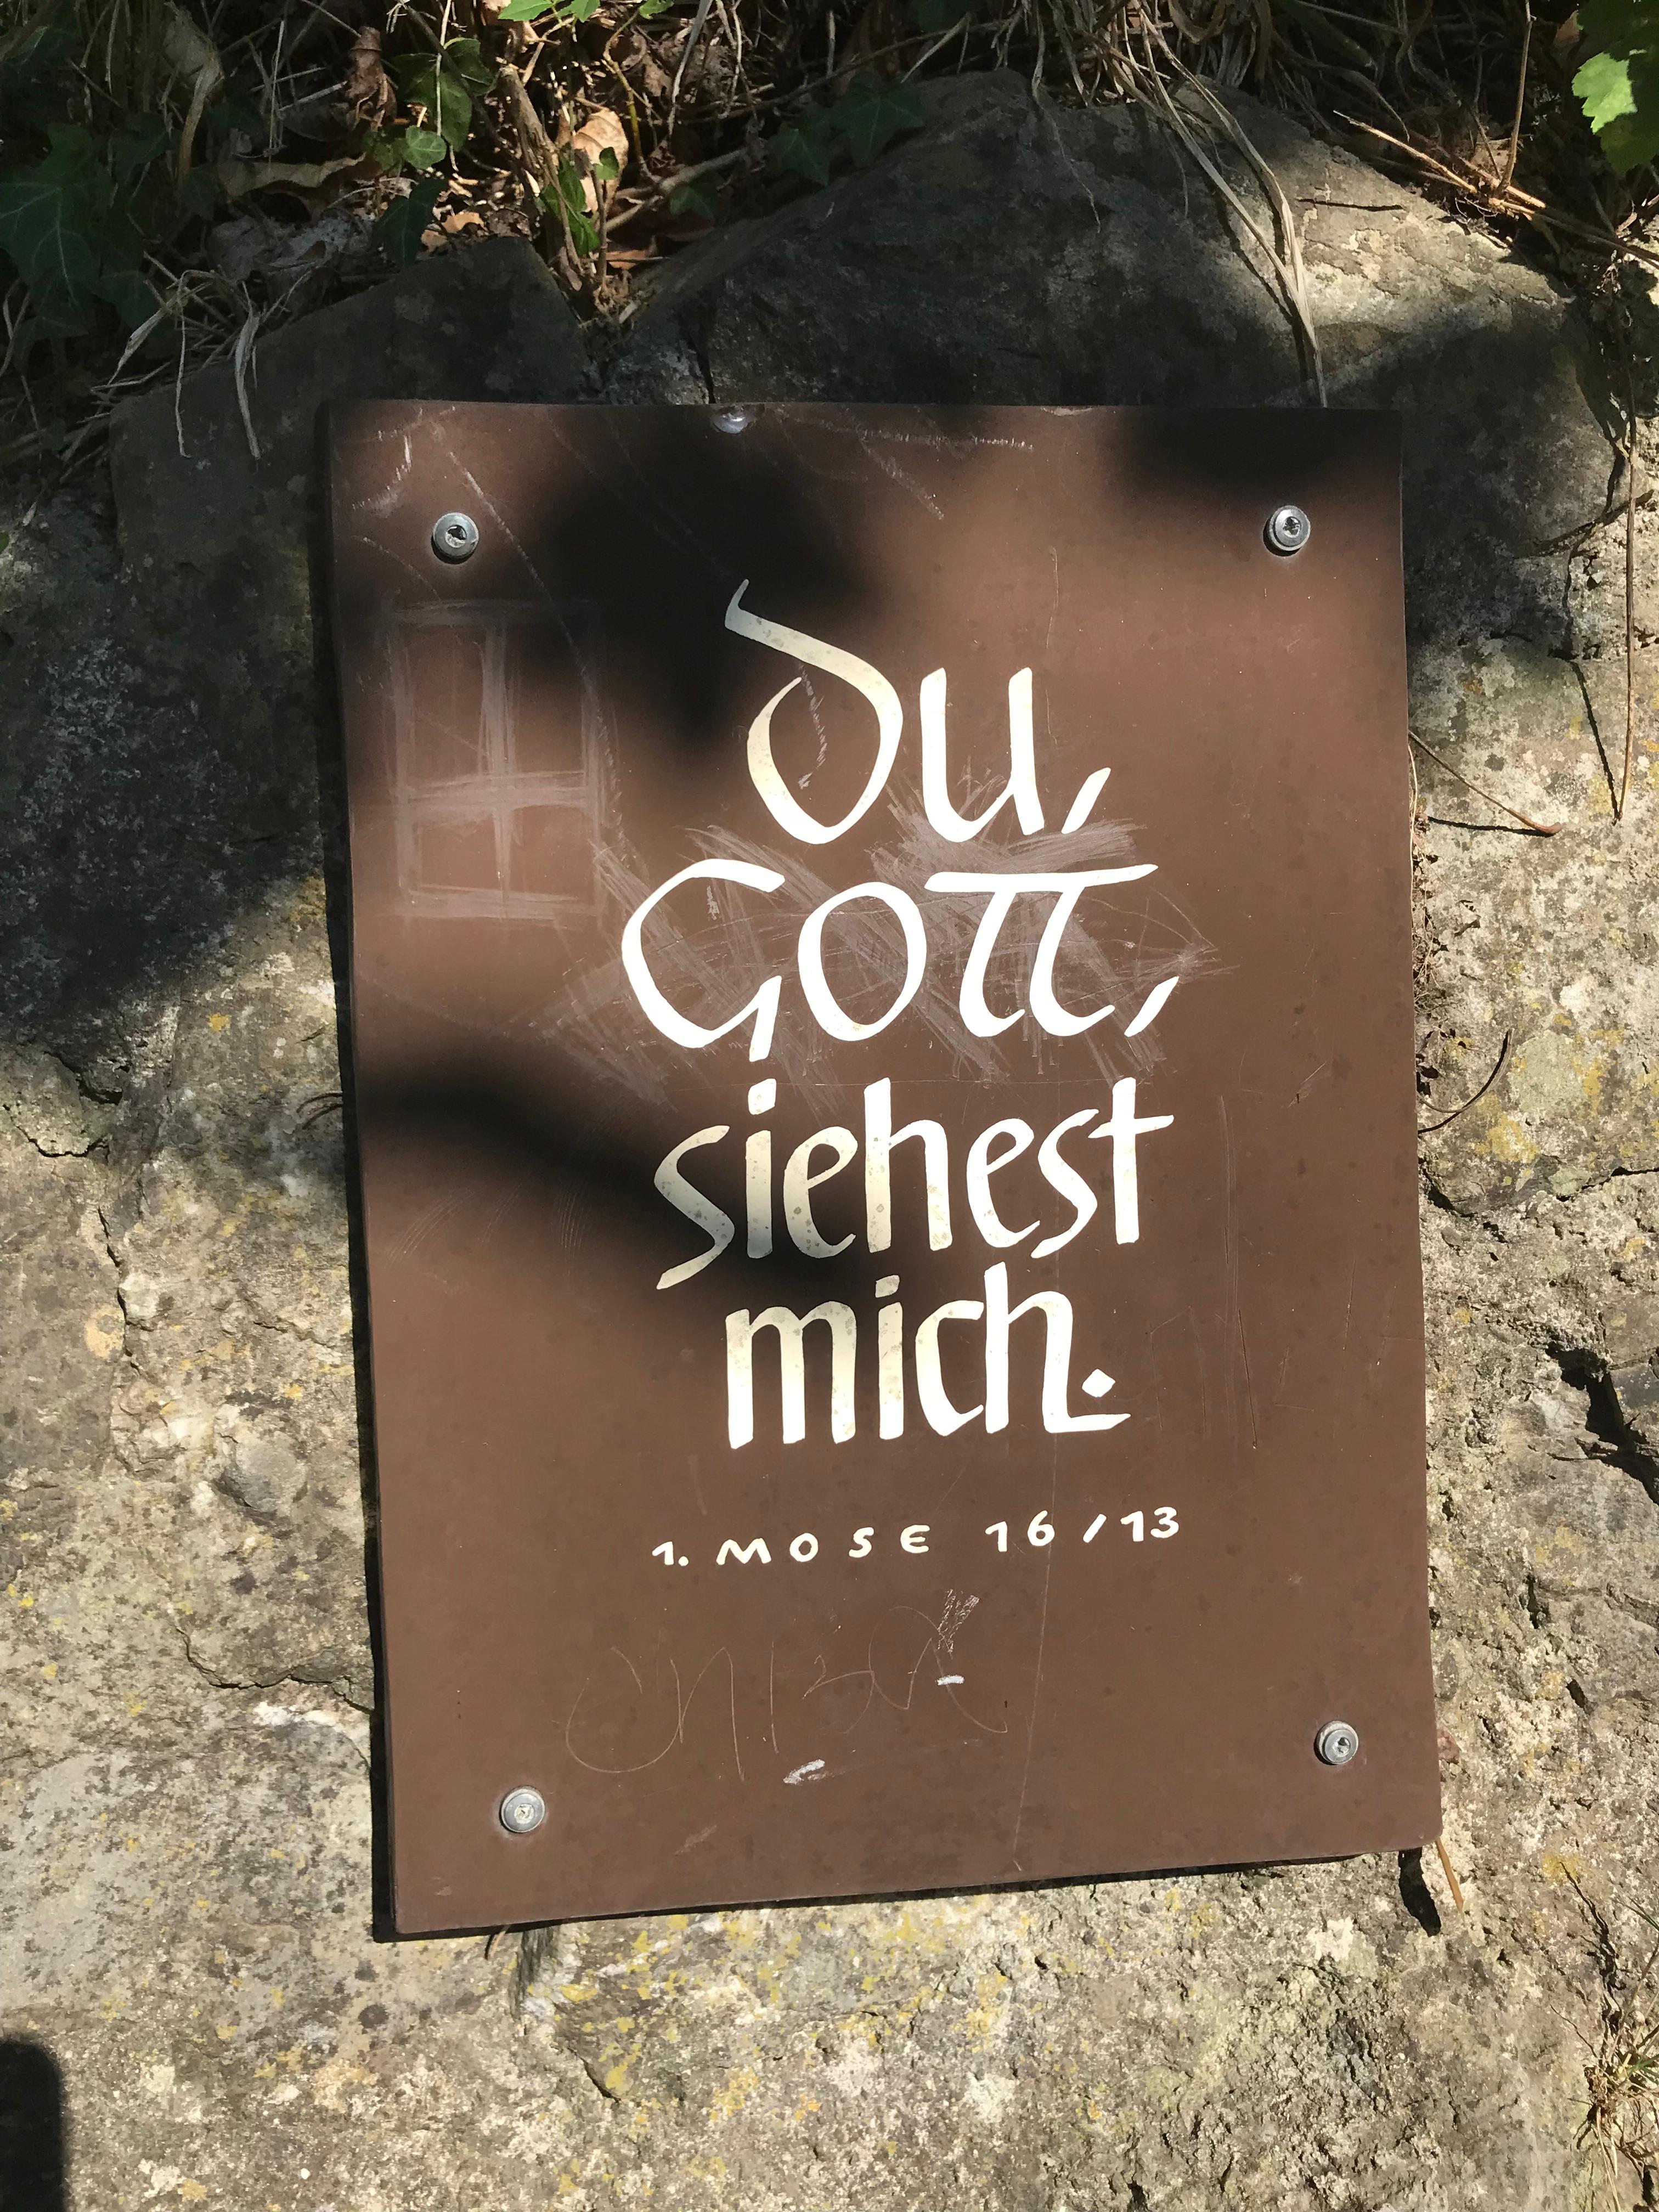 du,
Gott,
siehest
mich.
1. MOSE 16/13